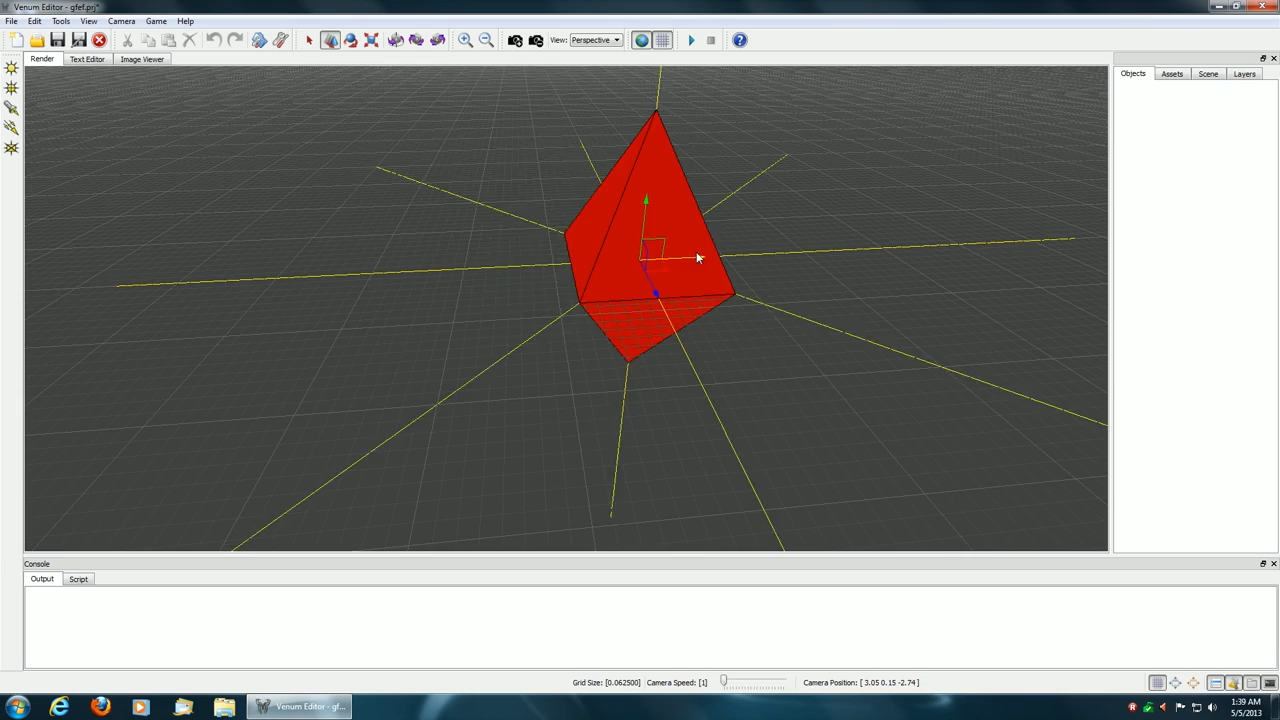 Venum Editor - gfef.prj*
File Edit Tools View Camera Game Help
View: Perspective
Render Text Editor Image Viewer
Objects Assets Scene Layers
Console
Output Script
Grid Size: [0.062500] Camera Speed: [1] Camera Position: [ 3.05 0.15 -2.74 ]
Venum Editor - gf...
1:39 AM
5/5/2013